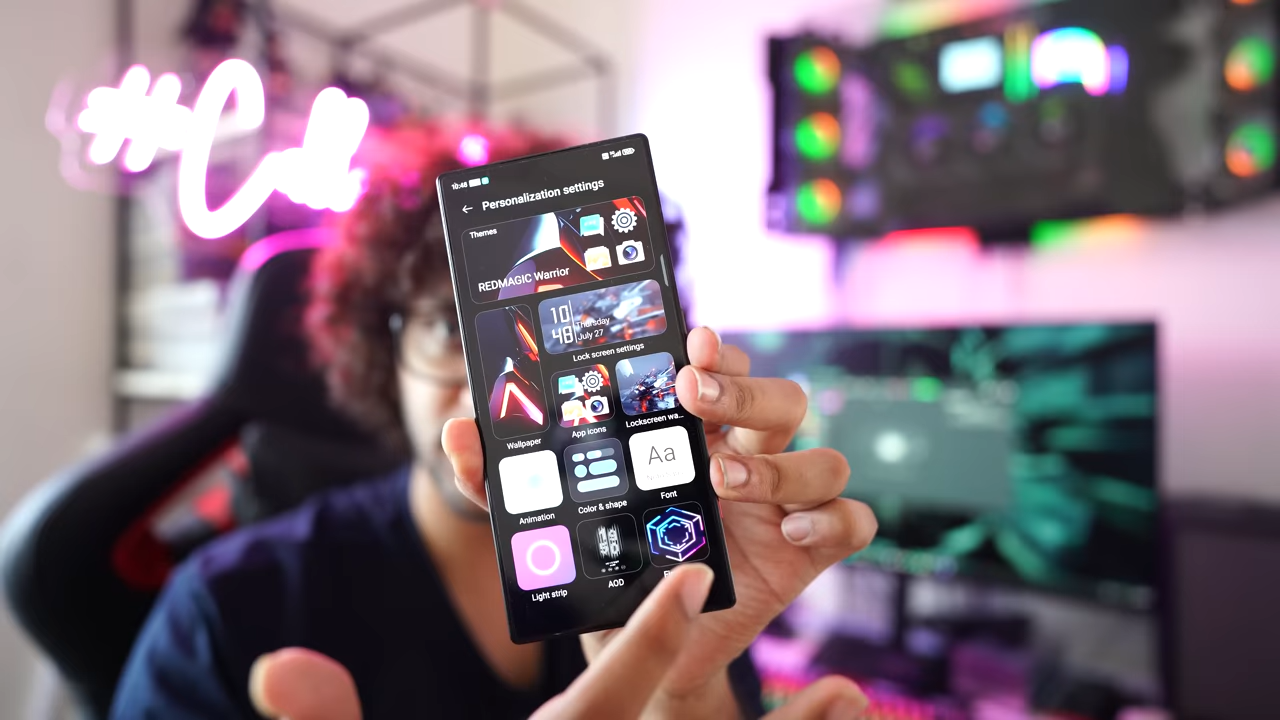 10:48
Personalization settings
Themes
REDMAGIC Warrior
10
48
Thursday
July 27
Lock screen settings
Wallpaper
App icons
Lockscreen wa...
Aa
Animation
Color & shape
Font
Light strip
AOD